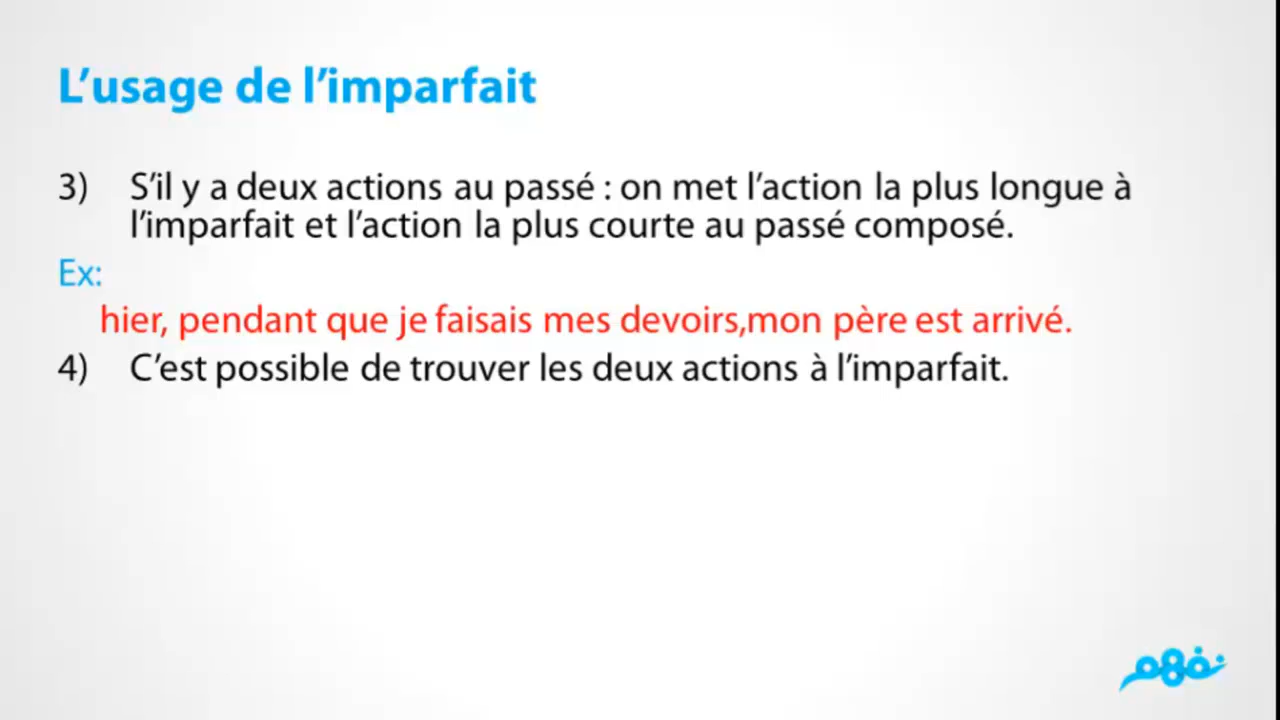 L’usage de l’imparfait
3) S’il y a deux actions au passé : on met l’action la plus longue à
l’imparfait et l’action la plus courte au passé composé.
Ex:
hier, pendant que je faisais mes devoirs,mon père est arrivé.
4) C’est possible de trouver les deux actions à l’imparfait.
نفهم